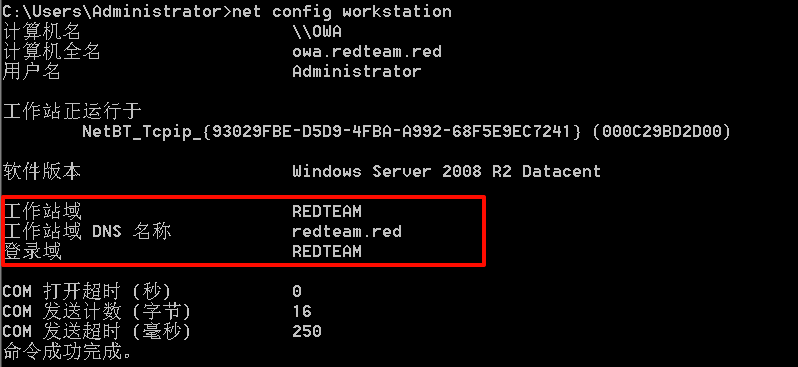 C:\Users\Administrator>net config workstation
计算机名 \\OWA
计算机全名 owa.redteam.red
用户名 Administrator
工作站正运行于
NetBT_Tcpip_{93029FBE-D5D9-4FBA-A992-68F5E9EC7241} (000C29BD2D00)
软件版本 Windows Server 2008 R2 Datacent
工作站域 REDTEAM
工作站域 DNS 名称 redteam.red
登录域 REDTEAM
COM 打开超时 (秒) 0
COM 发送计数 (字节) 16
COM 发送超时 (毫秒) 250
命令成功完成。